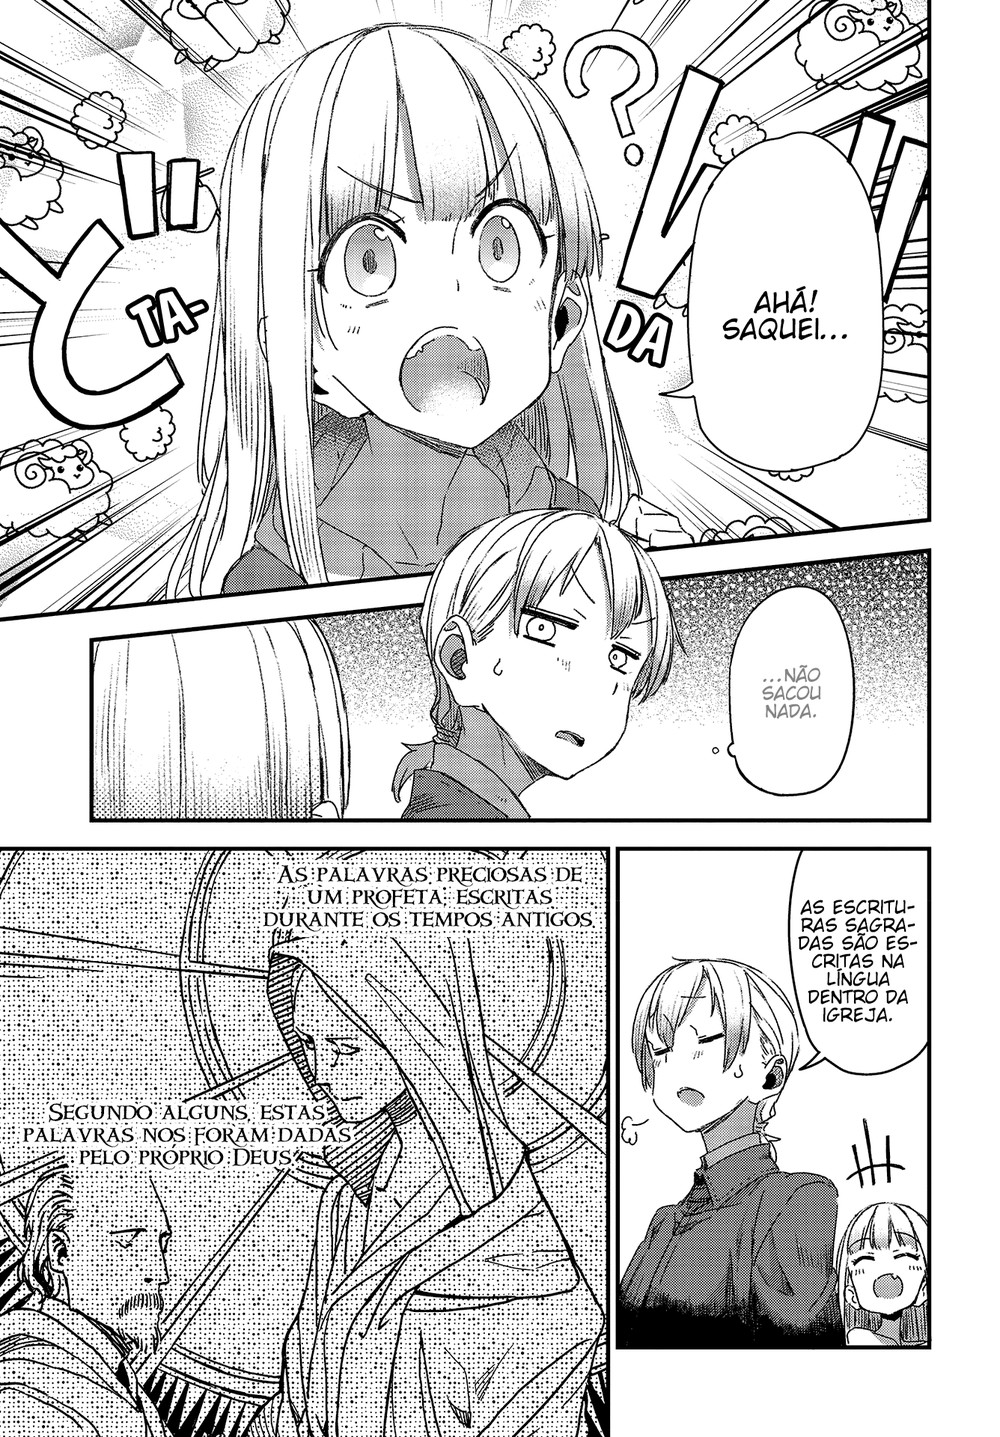 ど
ツ
?
TA-
DA
AHÁ!
SAQUEI...
...NÃO
SACOU
NADA.
AS ESCRITU-
RAS SAGRA-
DAS SÃO ES-
CRITAS NA
LÍNGUA
DENTRO DA
IGREJA.
AS PALAVRAS PRECIOSAS DE
UM PROFETA, ESCRITAS
DURANTE OS TEMPOS ANTIGOS
SEGUNDO ALGUNS, ESTAS
PALAVRAS NOS FORAM DADAS
PELO PRÓPRIO DEUS